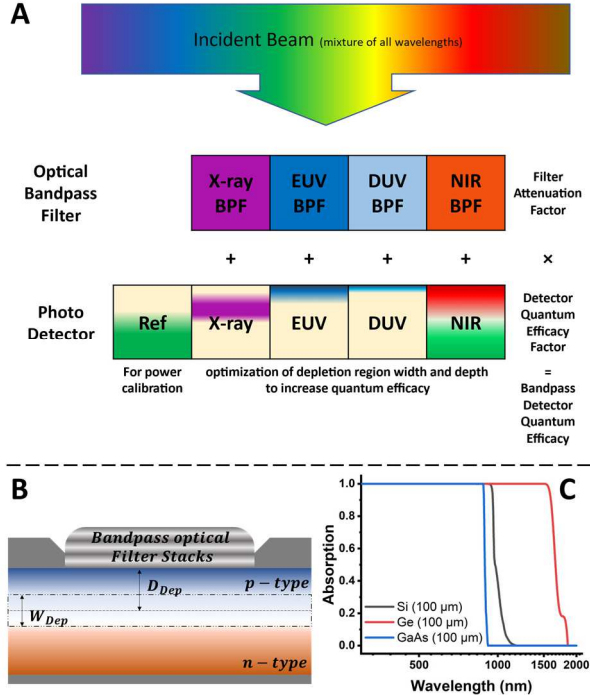 A
Incident Beam (mixture of all wavelengths)
Optical
Bandpass
Filter
X-ray
BPF
EUV
BPF
DUV
BPF
NIR
BPF
Filter
Attenuation
Factor
+ + + + ×
Photo
Detector
Ref
X-ray
EUV
DUV
NIR
Detector
Quantum
Efficacy
Factor
For power
calibration
optimization of depletion region width and depth
to increase quantum efficacy
=
Bandpass
Detector
Quantum
Efficacy
B
Bandpass optical
Filter Stacks
D_Dep
p − type
W_Dep
n − type
C
Absorption
1.0
0.8
0.6
0.4
0.2
0.0
Si (100 μm)
Ge (100 μm)
GaAs (100 μm)
500 1000 1500 2000
Wavelength (nm)